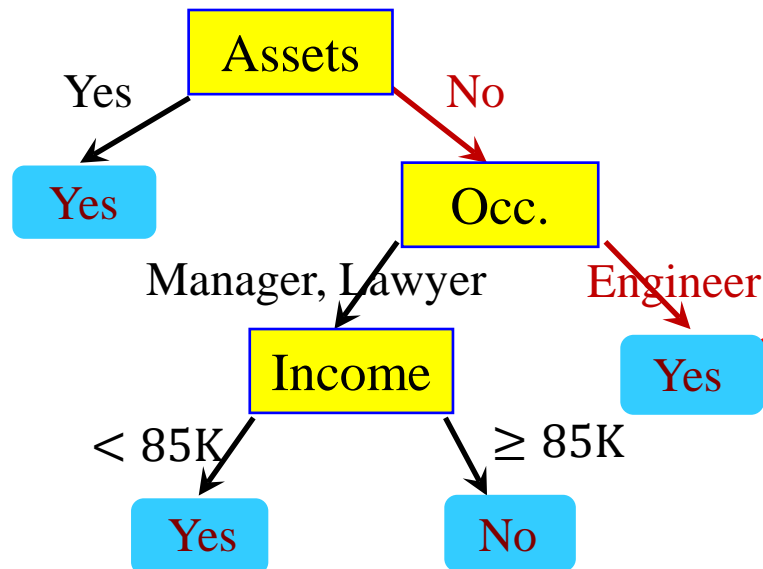 Assets
Yes No
Yes
Occ.
Manager, Lawyer Engineer
Income
Yes
< 85K ≥ 85K
Yes No